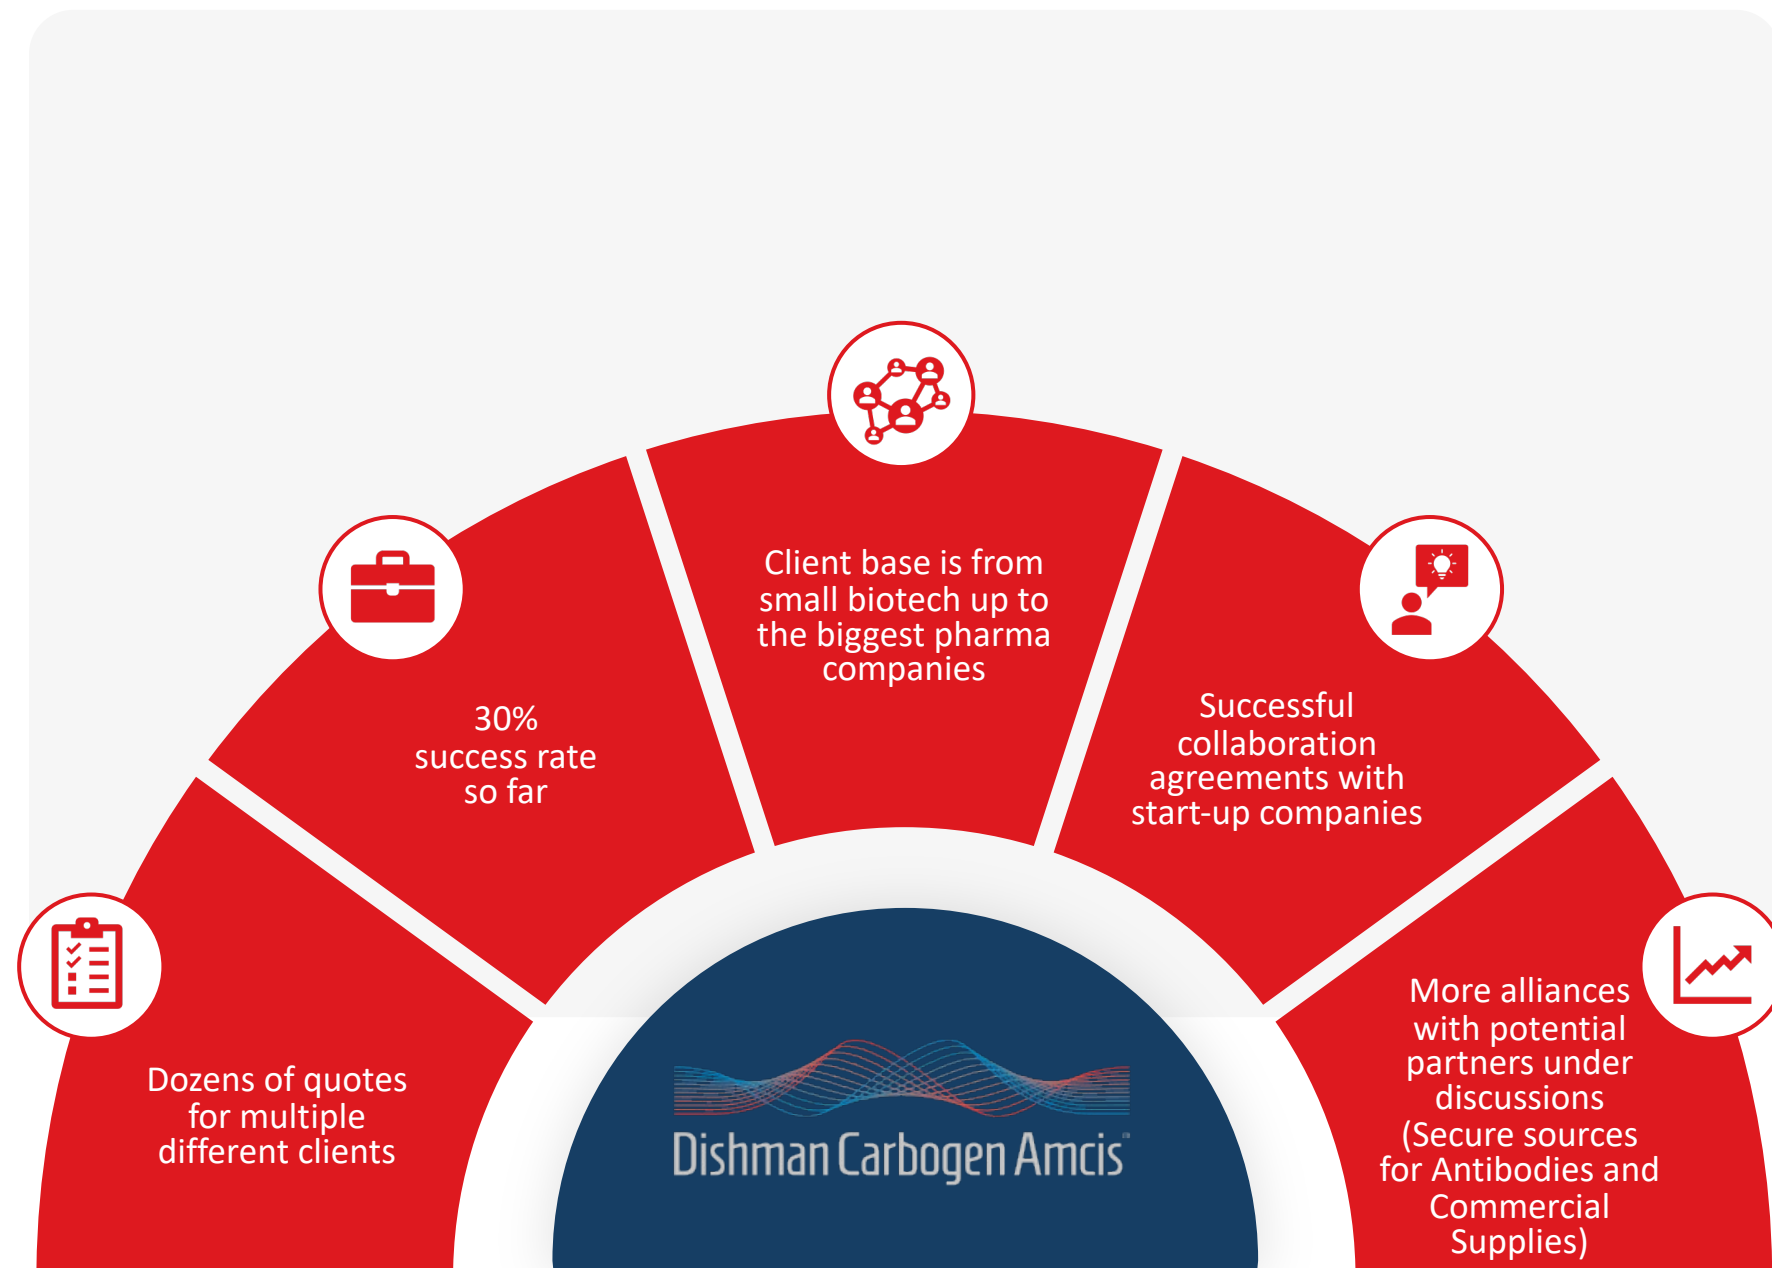 Dozens of quotes
for multiple
different clients
30%
success rate
so far
Client base is from
small biotech up to
the biggest pharma
companies
Successful
collaboration
agreements with
start-up companies
More alliances
with potential
partners under
discussions
(Secure sources
for Antibodies and
Commercial
Supplies)
Dishman Carbogen Amcis